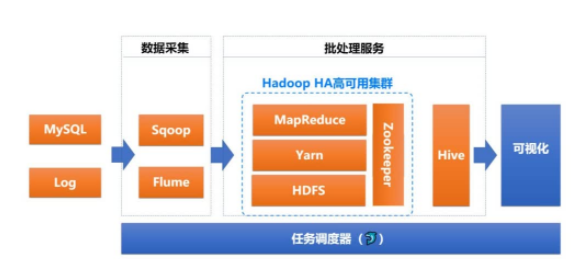 数据采集
批处理服务
Hadoop HA高可用集群
MySQL
Log
Sqoop
Flume
MapReduce
Yarn
HDFS
Zookeeper
Hive
可视化
任务调度器（）